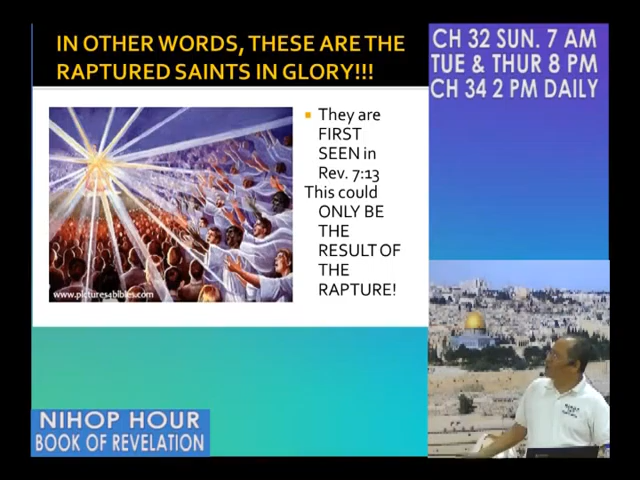 IN OTHER WORDS, THESE ARE THE
RAPTURED SAINTS IN GLORY!!!
They are
FIRST
SEEN in
Rev. 7:13
This could
ONLY BE
THE
RESULT OF
THE
RAPTURE!
www.pictures4bibles.com
CH 32 SUN. 7 AM
TUE & THUR 8 PM
CH 34 2 PM DAILY
NIHOP HOUR
BOOK OF REVELATION